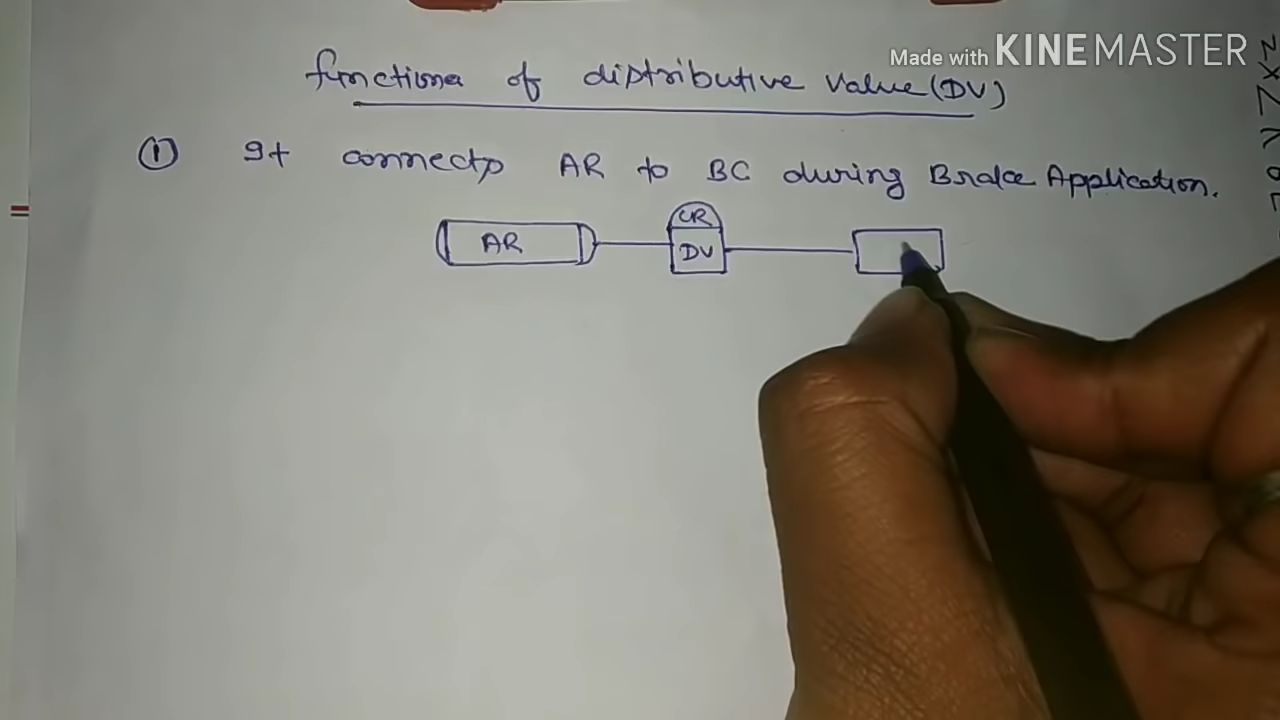 Made with KINEMASTER
functions of distributive Valve (DV)
① It connects AR to BC during Brake Application.
CR
AR DV